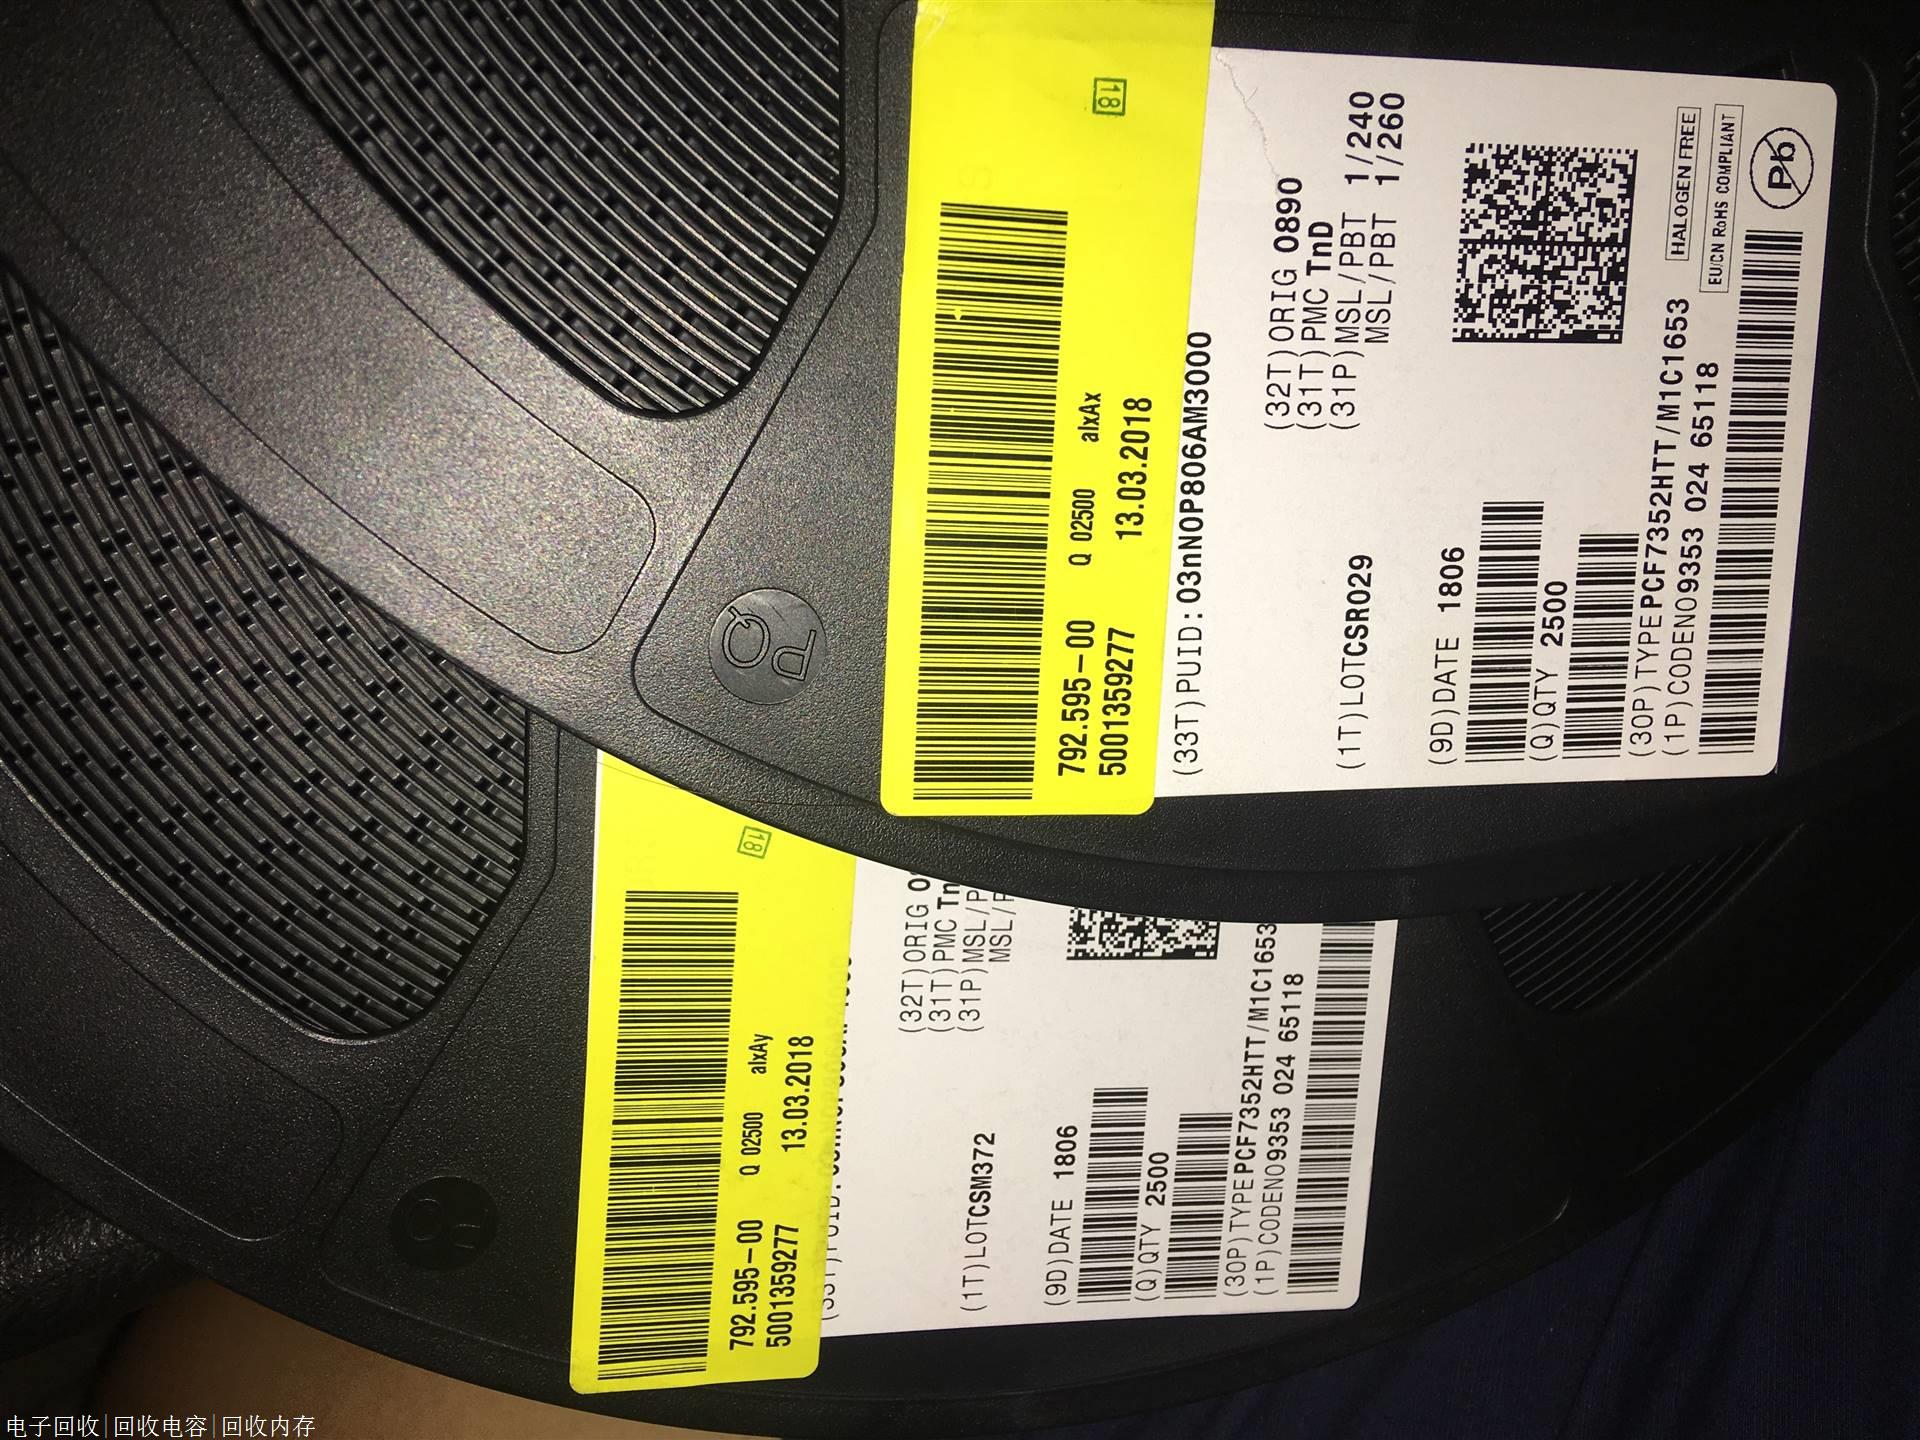 18
792.595-00 Q 02500 alxAx
5001359277 13.03.2018
(33T)PUID:03nN0P806AM3000
(32T)ORIG 0890
(31T)PMC TnD
(31P)MSL/PBT 1/240
MSL/PBT 1/260
(1T)LOTCSR029
(9D)DATE 1806
(Q)QTY 2500
(30P)TYPEPCF7352HTT/M1C1653
(1P)CODENO9353 024 65118
HALOGEN FREE
EU/CN RoHS COMPLIANT
Pb
PQ
18
792.595-00 Q 02500 alxAy
5001359277 13.03.2018
(32T)ORIG
(31T)PMC Tn
(31P)MSL/P
MSL/
(1T)LOTCSM372
(9D)DATE 1806
(Q)QTY 2500
(30P)TYPEPCF7352HTT/M1C1653
(1P)CODENO9353 024 65118
电子回收|回收电容|回收内存